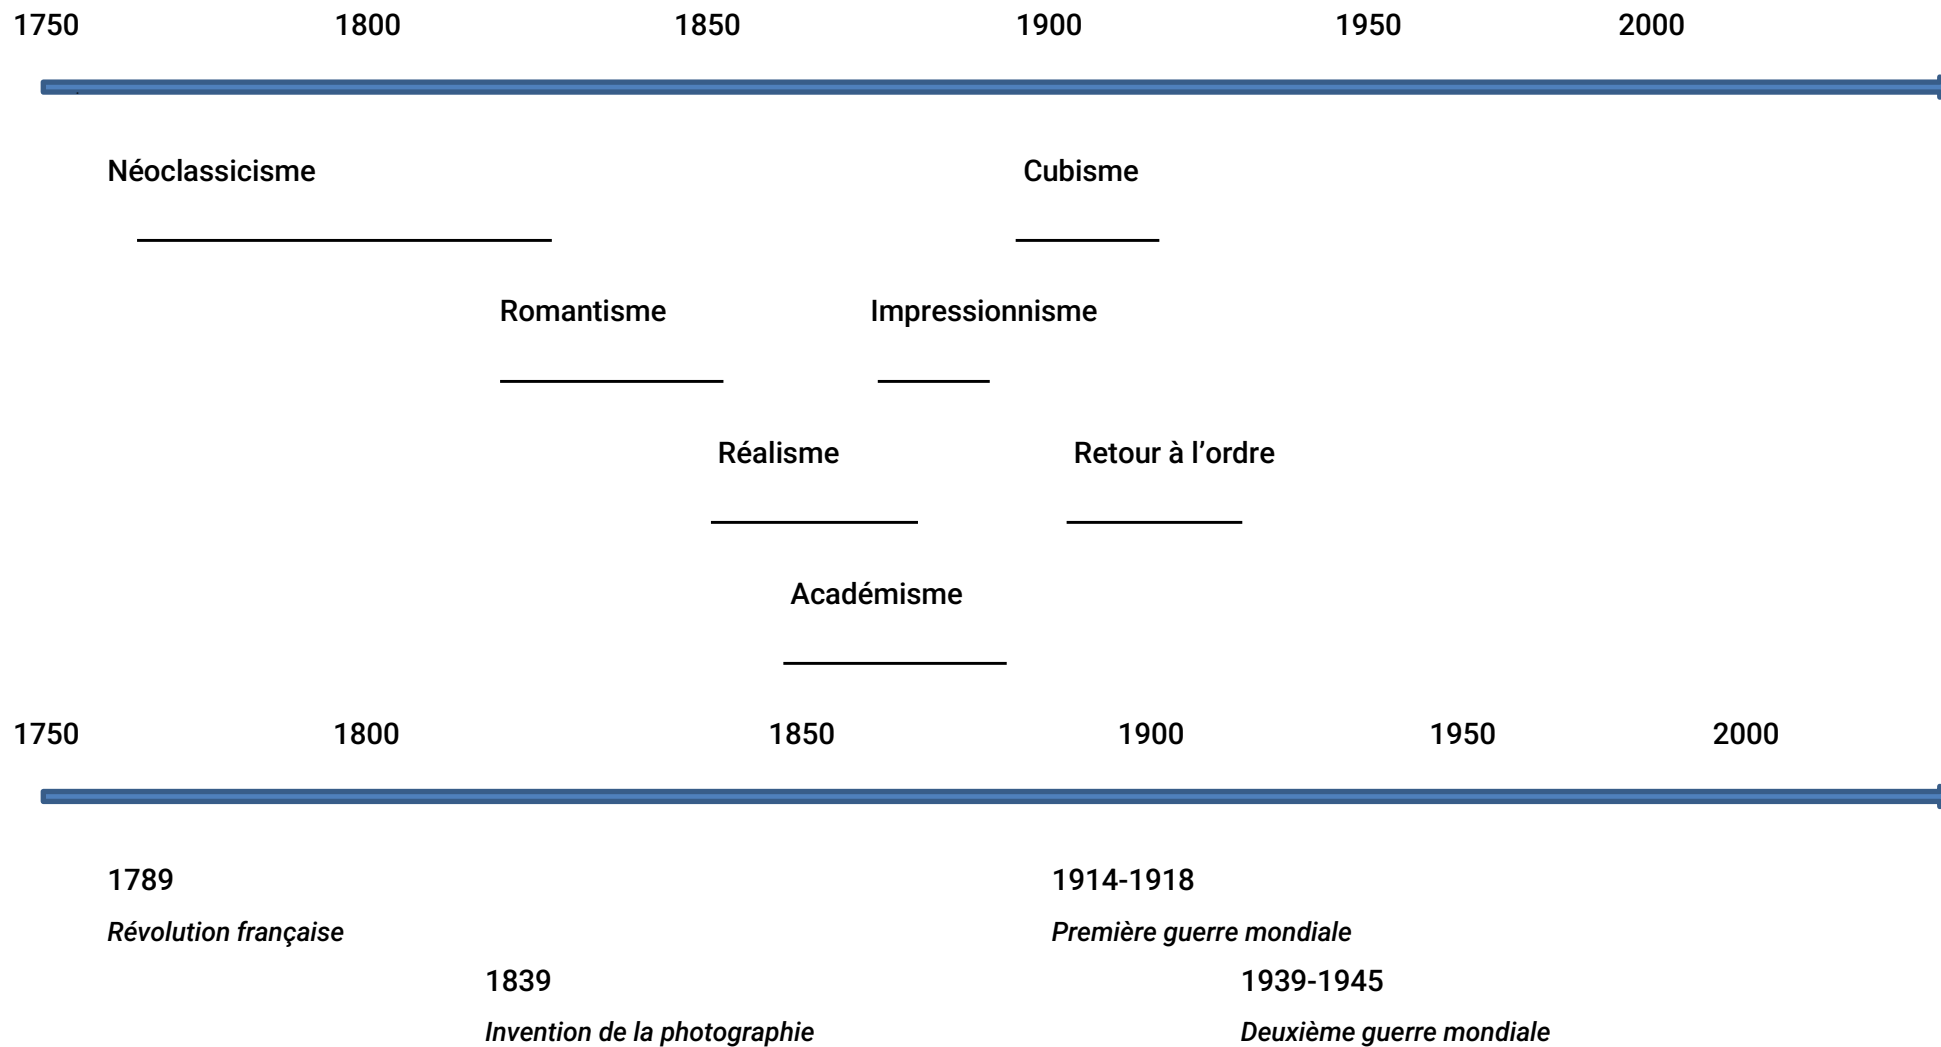 1750 1800 1850 1900 1950 2000
Néoclassicisme Cubisme
Romantisme Impressionnisme
Réalisme Retour à l’ordre
Académisme
1750 1800 1850 1900 1950 2000
1789 1914-1918
Révolution française Première guerre mondiale
1839 1939-1945
Invention de la photographie Deuxième guerre mondiale